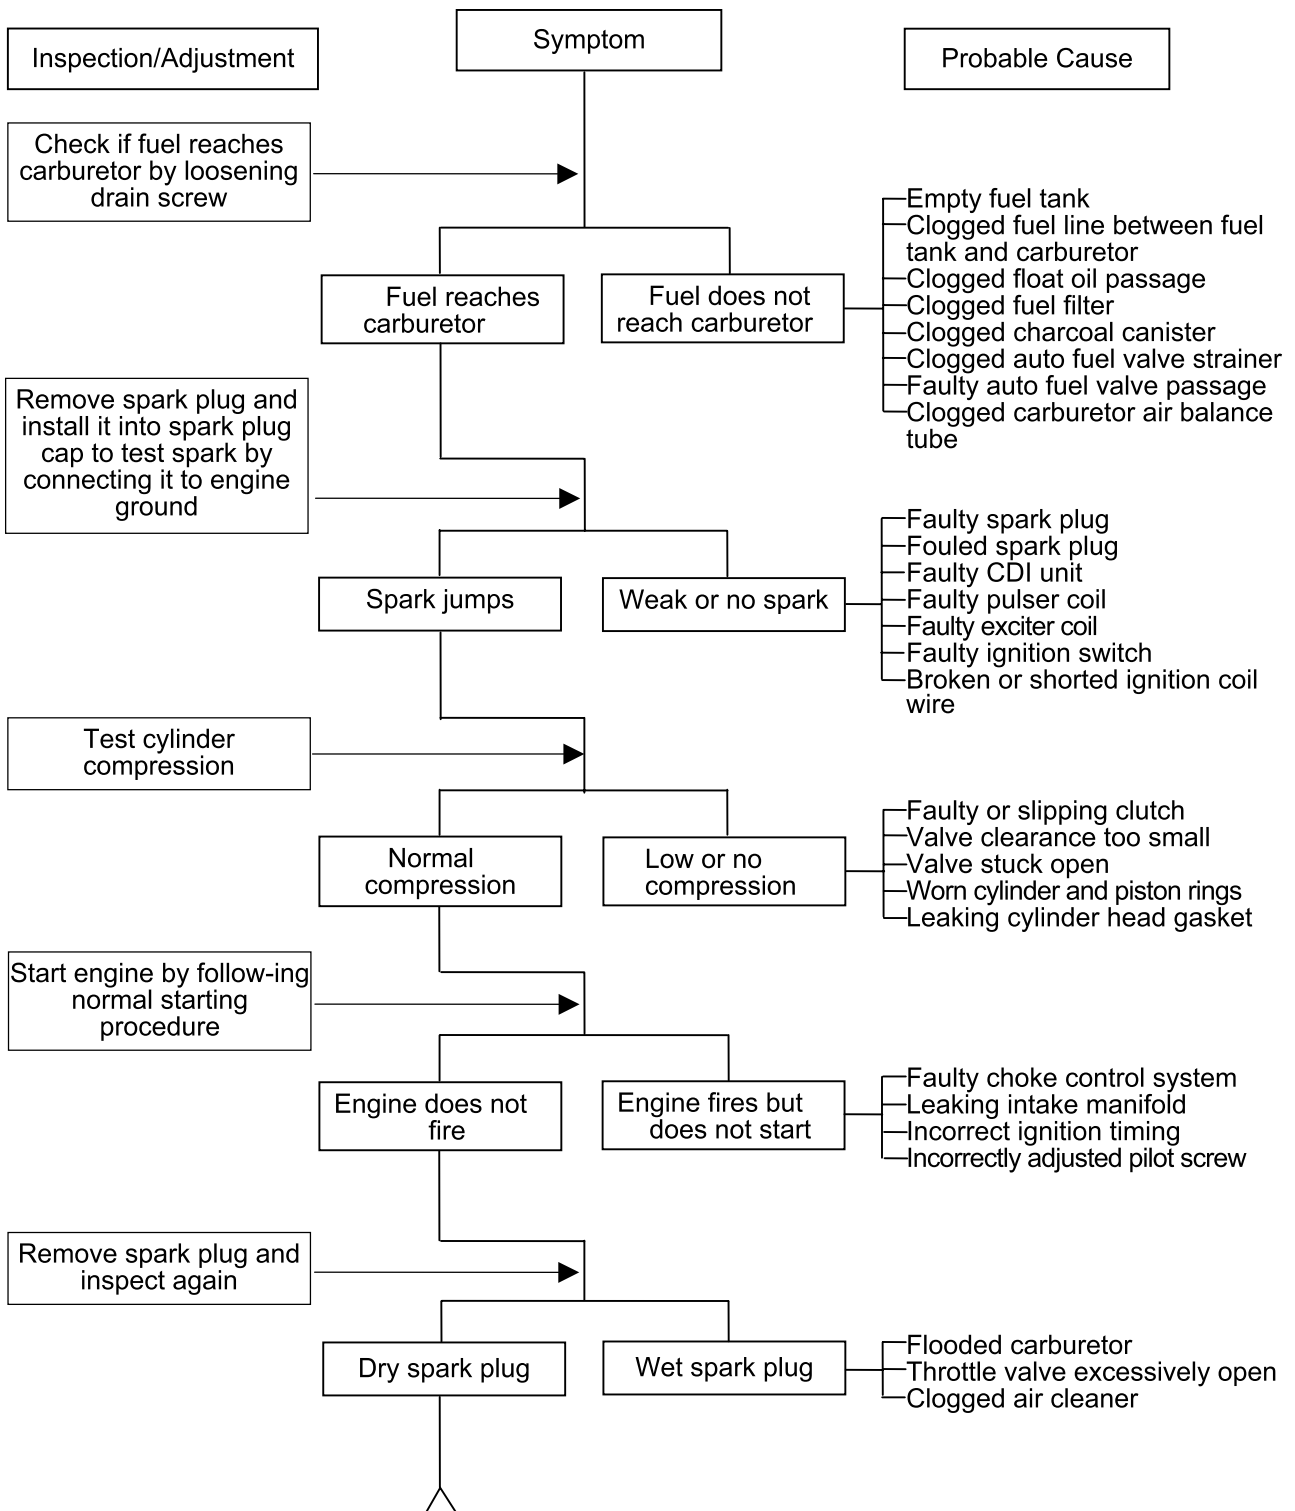 Symptom
Inspection/Adjustment
Probable Cause
Check if fuel reaches
carburetor by loosening
drain screw
Empty fuel tank
Clogged fuel line between fuel
tank and carburetor
Clogged float oil passage
Clogged fuel filter
Clogged charcoal canister
Clogged auto fuel valve strainer
Faulty auto fuel valve passage
Clogged carburetor air balance
tube
Fuel reaches
carburetor
Fuel does not
reach carburetor
Remove spark plug and
install it into spark plug
cap to test spark by
connecting it to engine
ground
Faulty spark plug
Fouled spark plug
Faulty CDI unit
Faulty pulser coil
Faulty exciter coil
Faulty ignition switch
Broken or shorted ignition coil
wire
Spark jumps
Weak or no spark
Test cylinder
compression
Faulty or slipping clutch
Valve clearance too small
Valve stuck open
Worn cylinder and piston rings
Leaking cylinder head gasket
Normal
compression
Low or no
compression
Start engine by follow-ing
normal starting
procedure
Faulty choke control system
Leaking intake manifold
Incorrect ignition timing
Incorrectly adjusted pilot screw
Engine does not
fire
Engine fires but
does not start
Remove spark plug and
inspect again
Flooded carburetor
Throttle valve excessively open
Clogged air cleaner
Dry spark plug
Wet spark plug